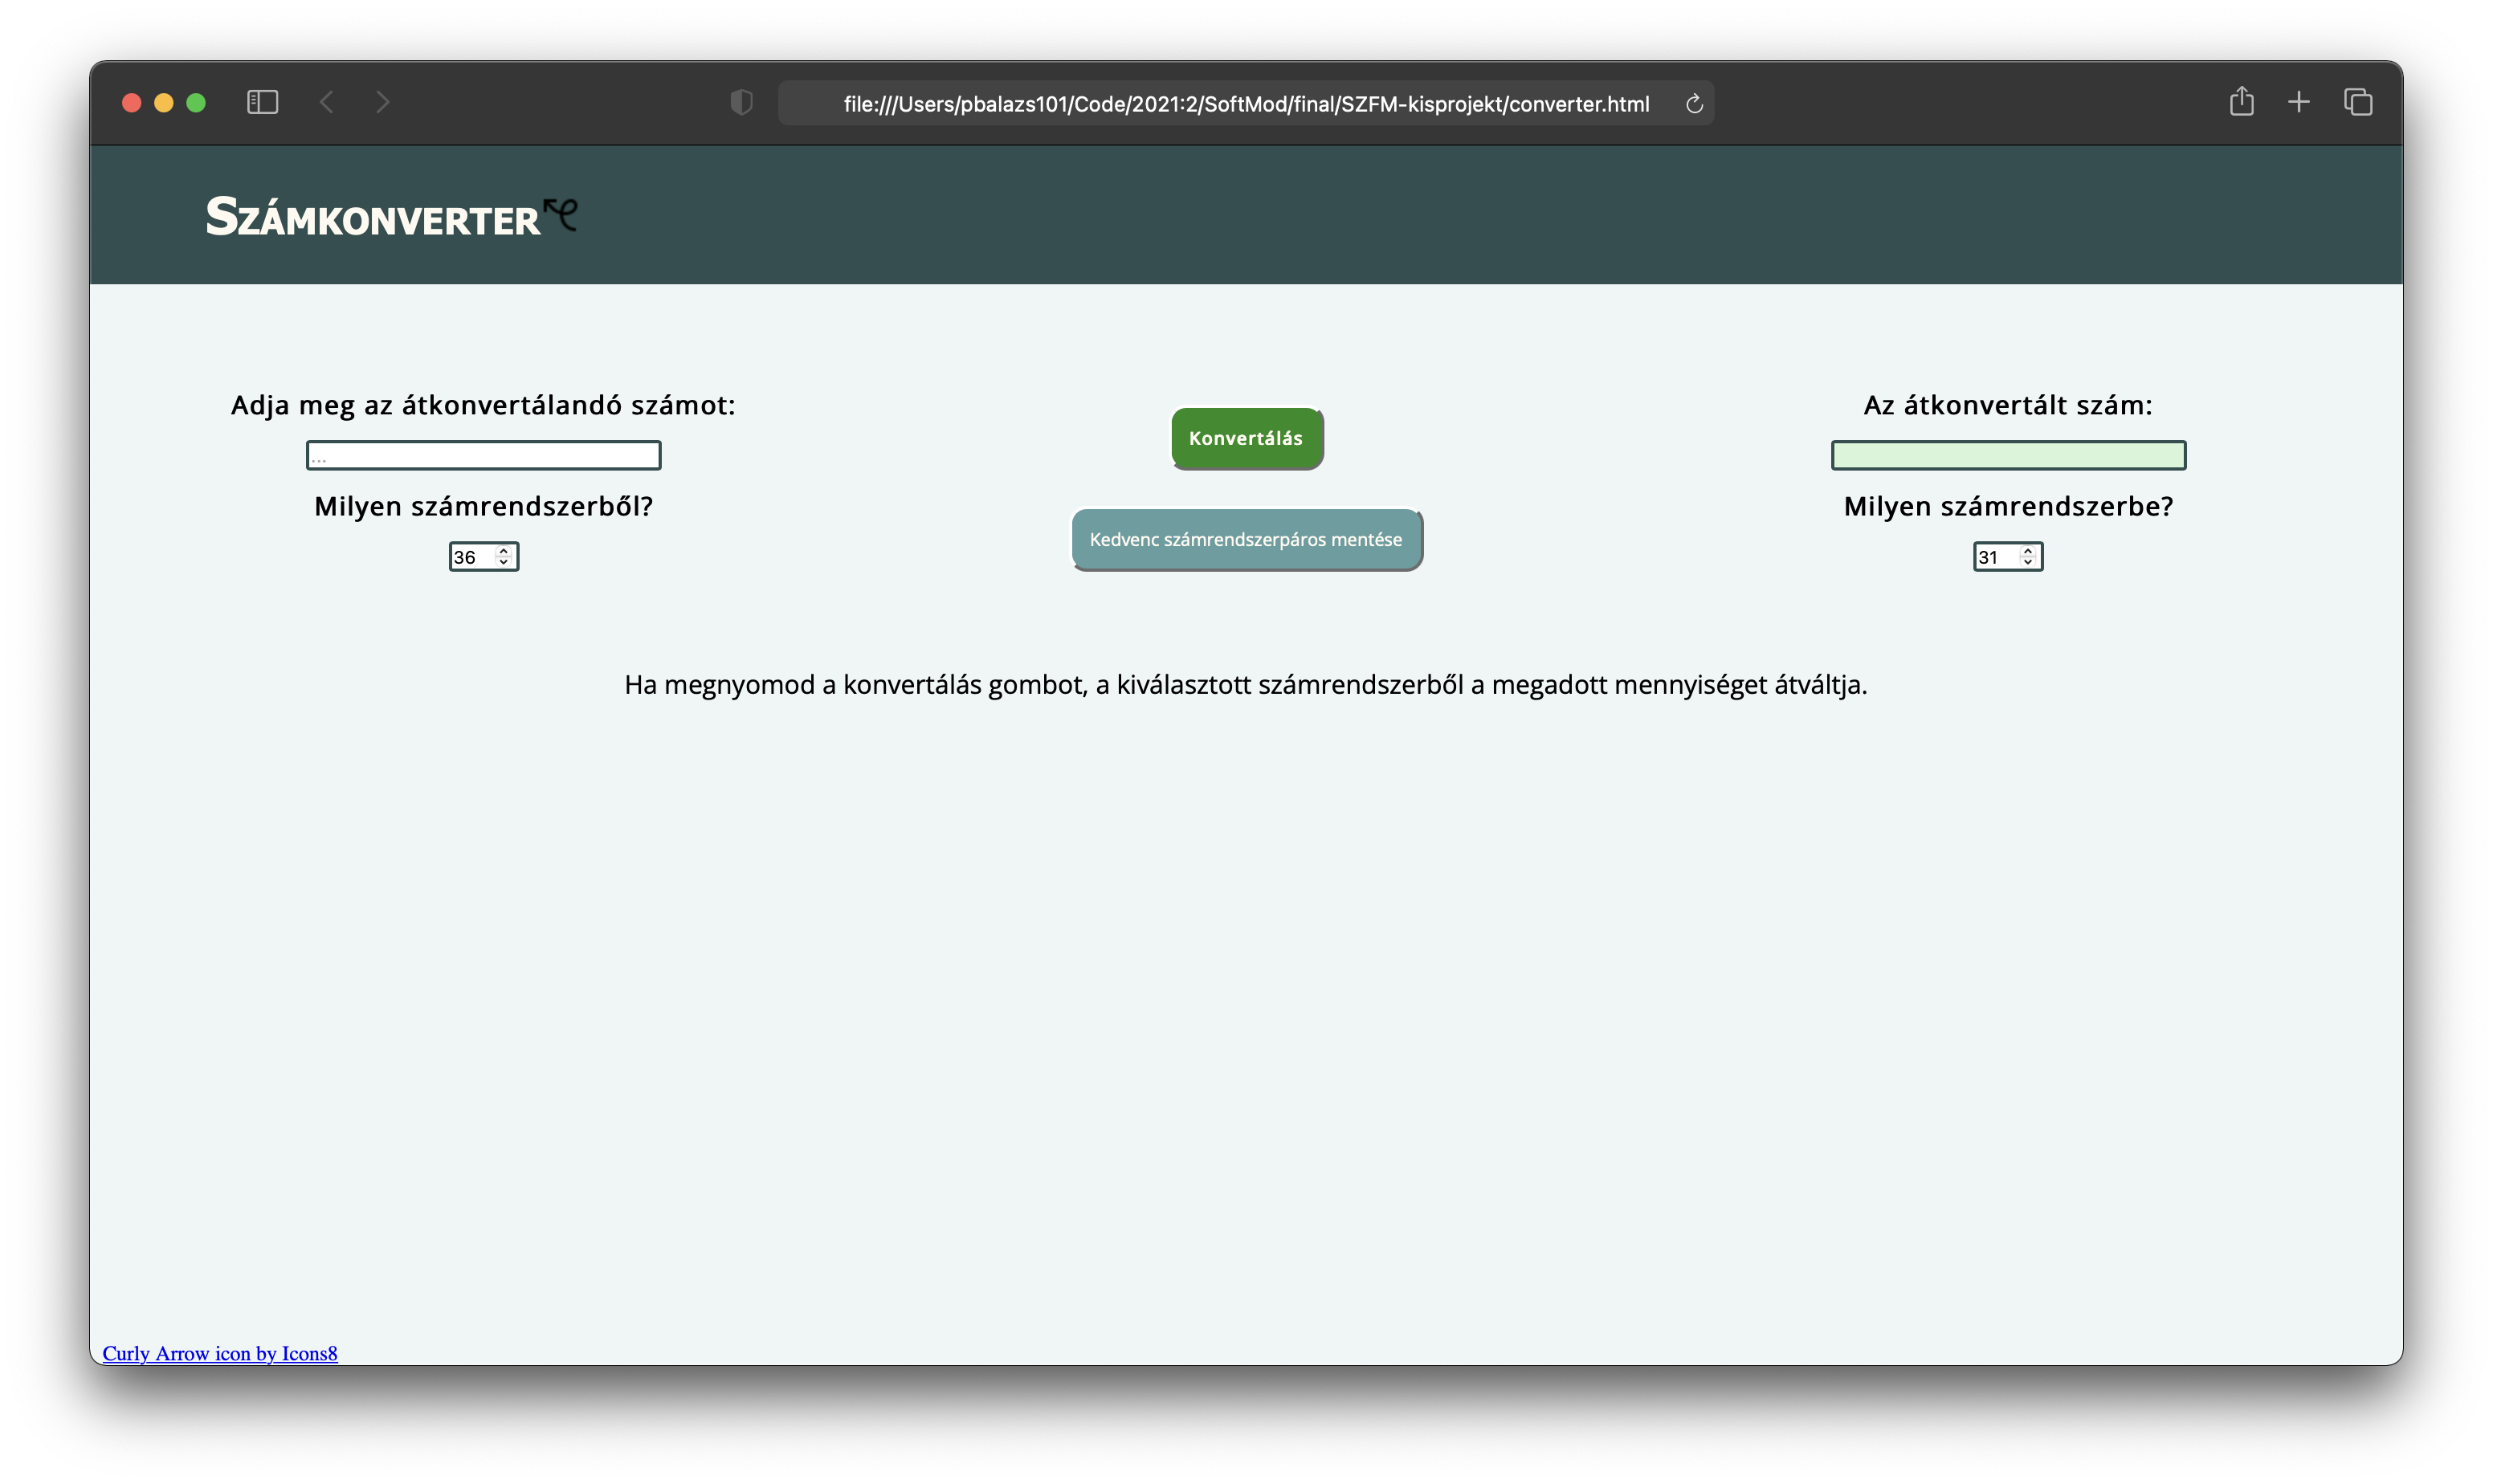 file:///Users/pbalazs101/Code/2021:2/SoftMod/final/SZFM-kisprojekt/converter.html
Számkonverter
Adja meg az átkonvertálandó számot:
...
Milyen számrendszerből?
36
Konvertálás
Kedvenc számrendszerpáros mentése
Az átkonvertált szám:
Milyen számrendszerbe?
31
Ha megnyomod a konvertálás gombot, a kiválasztott számrendszerből a megadott mennyiséget átváltja.
Curly Arrow icon by Icons8